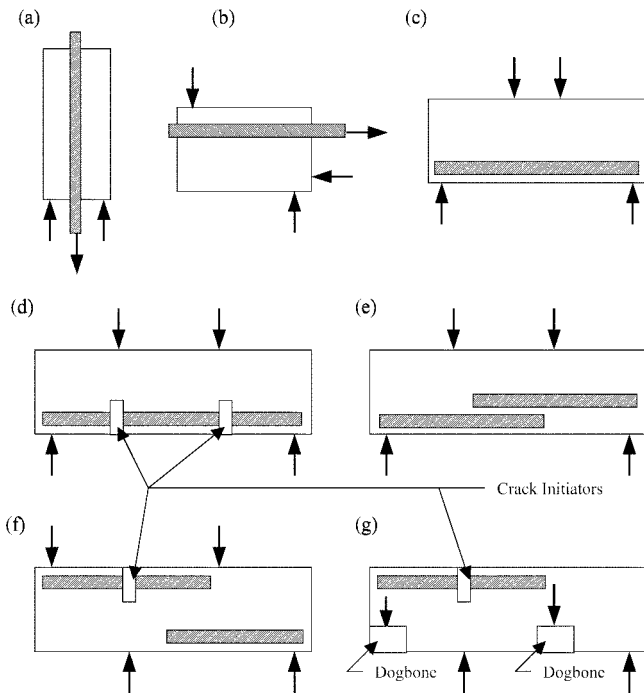 (a)
(b)
(c)
(d)
(e)
Crack Initiators
(f)
(g)
Dogbone
Dogbone